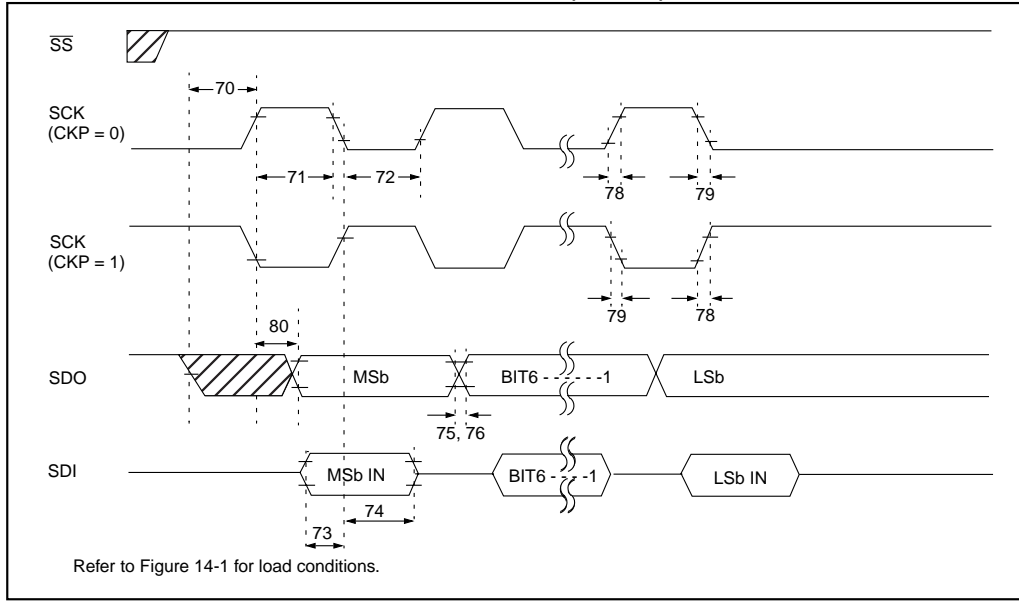 SS
70
SCK
(CKP = 0)
71
72
78
79
SCK
(CKP = 1)
79
78
80
SDO
MSb
BIT6 - - - - - -1
LSb
75, 76
SDI
MSb IN
BIT6 - - - -1
LSb IN
74
73
Refer to Figure 14-1 for load conditions.